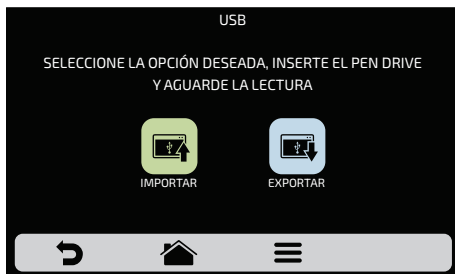 USB
SELECCIONE LA OPCIÓN DESEADA, INSERTE EL PEN DRIVE
Y AGUARDE LA LECTURA
IMPORTAR
EXPORTAR